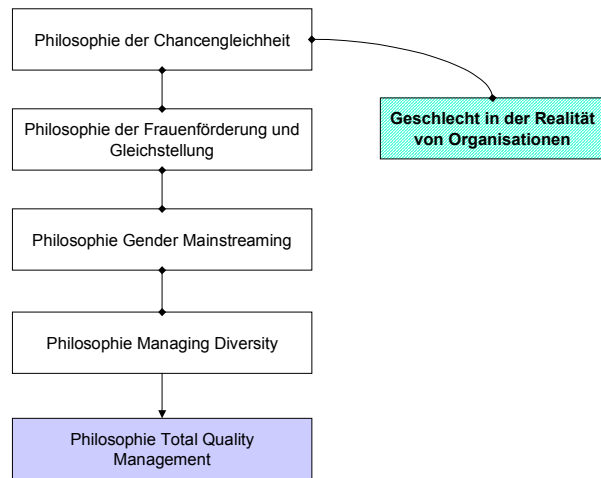 Philosophie der Chancengleichheit
Geschlecht in der Realität
von Organisationen
Philosophie der Frauenförderung und
Gleichstellung
Philosophie Gender Mainstreaming
Philosophie Managing Diversity
Philosophie Total Quality
Management